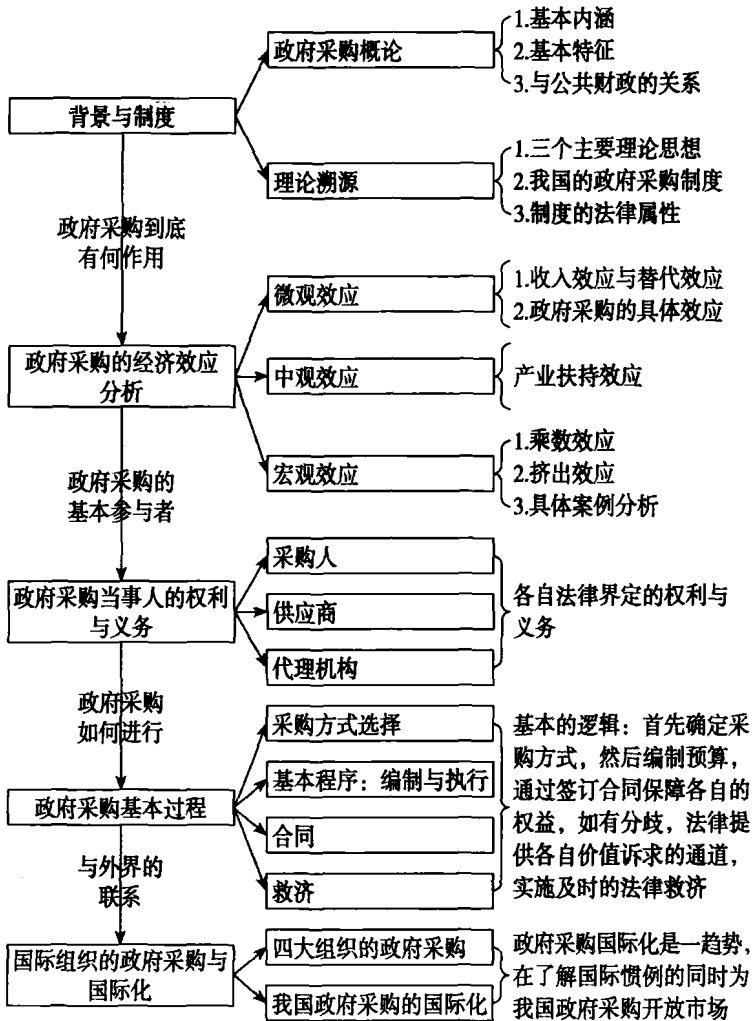 政府采购概论
1.基本内涵
2.基本特征
3.与公共财政的关系
背景与制度
理论溯源
1.三个主要理论思想
2.我国的政府采购制度
3.制度的法律属性
政府采购到底
有何作用
微观效应
1.收入效应与替代效应
2.政府采购的具体效应
政府采购的经济效应
分析
中观效应
产业扶持效应
宏观效应
1.乘数效应
2.挤出效应
3.具体案例分析
政府采购的
基本参与者
采购人
政府采购当事人的权利
与义务
供应商
代理机构
各自法律界定的权利与
义务
政府采购
如何进行
采购方式选择
基本程序：编制与执行
政府采购基本过程
合同
救济
基本的逻辑：首先确定采
购方式，然后编制预算，
通过签订合同保障各自的
权益，如有分歧，法律提
供各自价值诉求的通道，
实施及时的法律救济
与外界的
联系
国际组织的政府采购与
国际化
四大组织的政府采购
我国政府采购的国际化
政府采购国际化是一趋势，
在了解国际惯例的同时为
我国政府采购开放市场